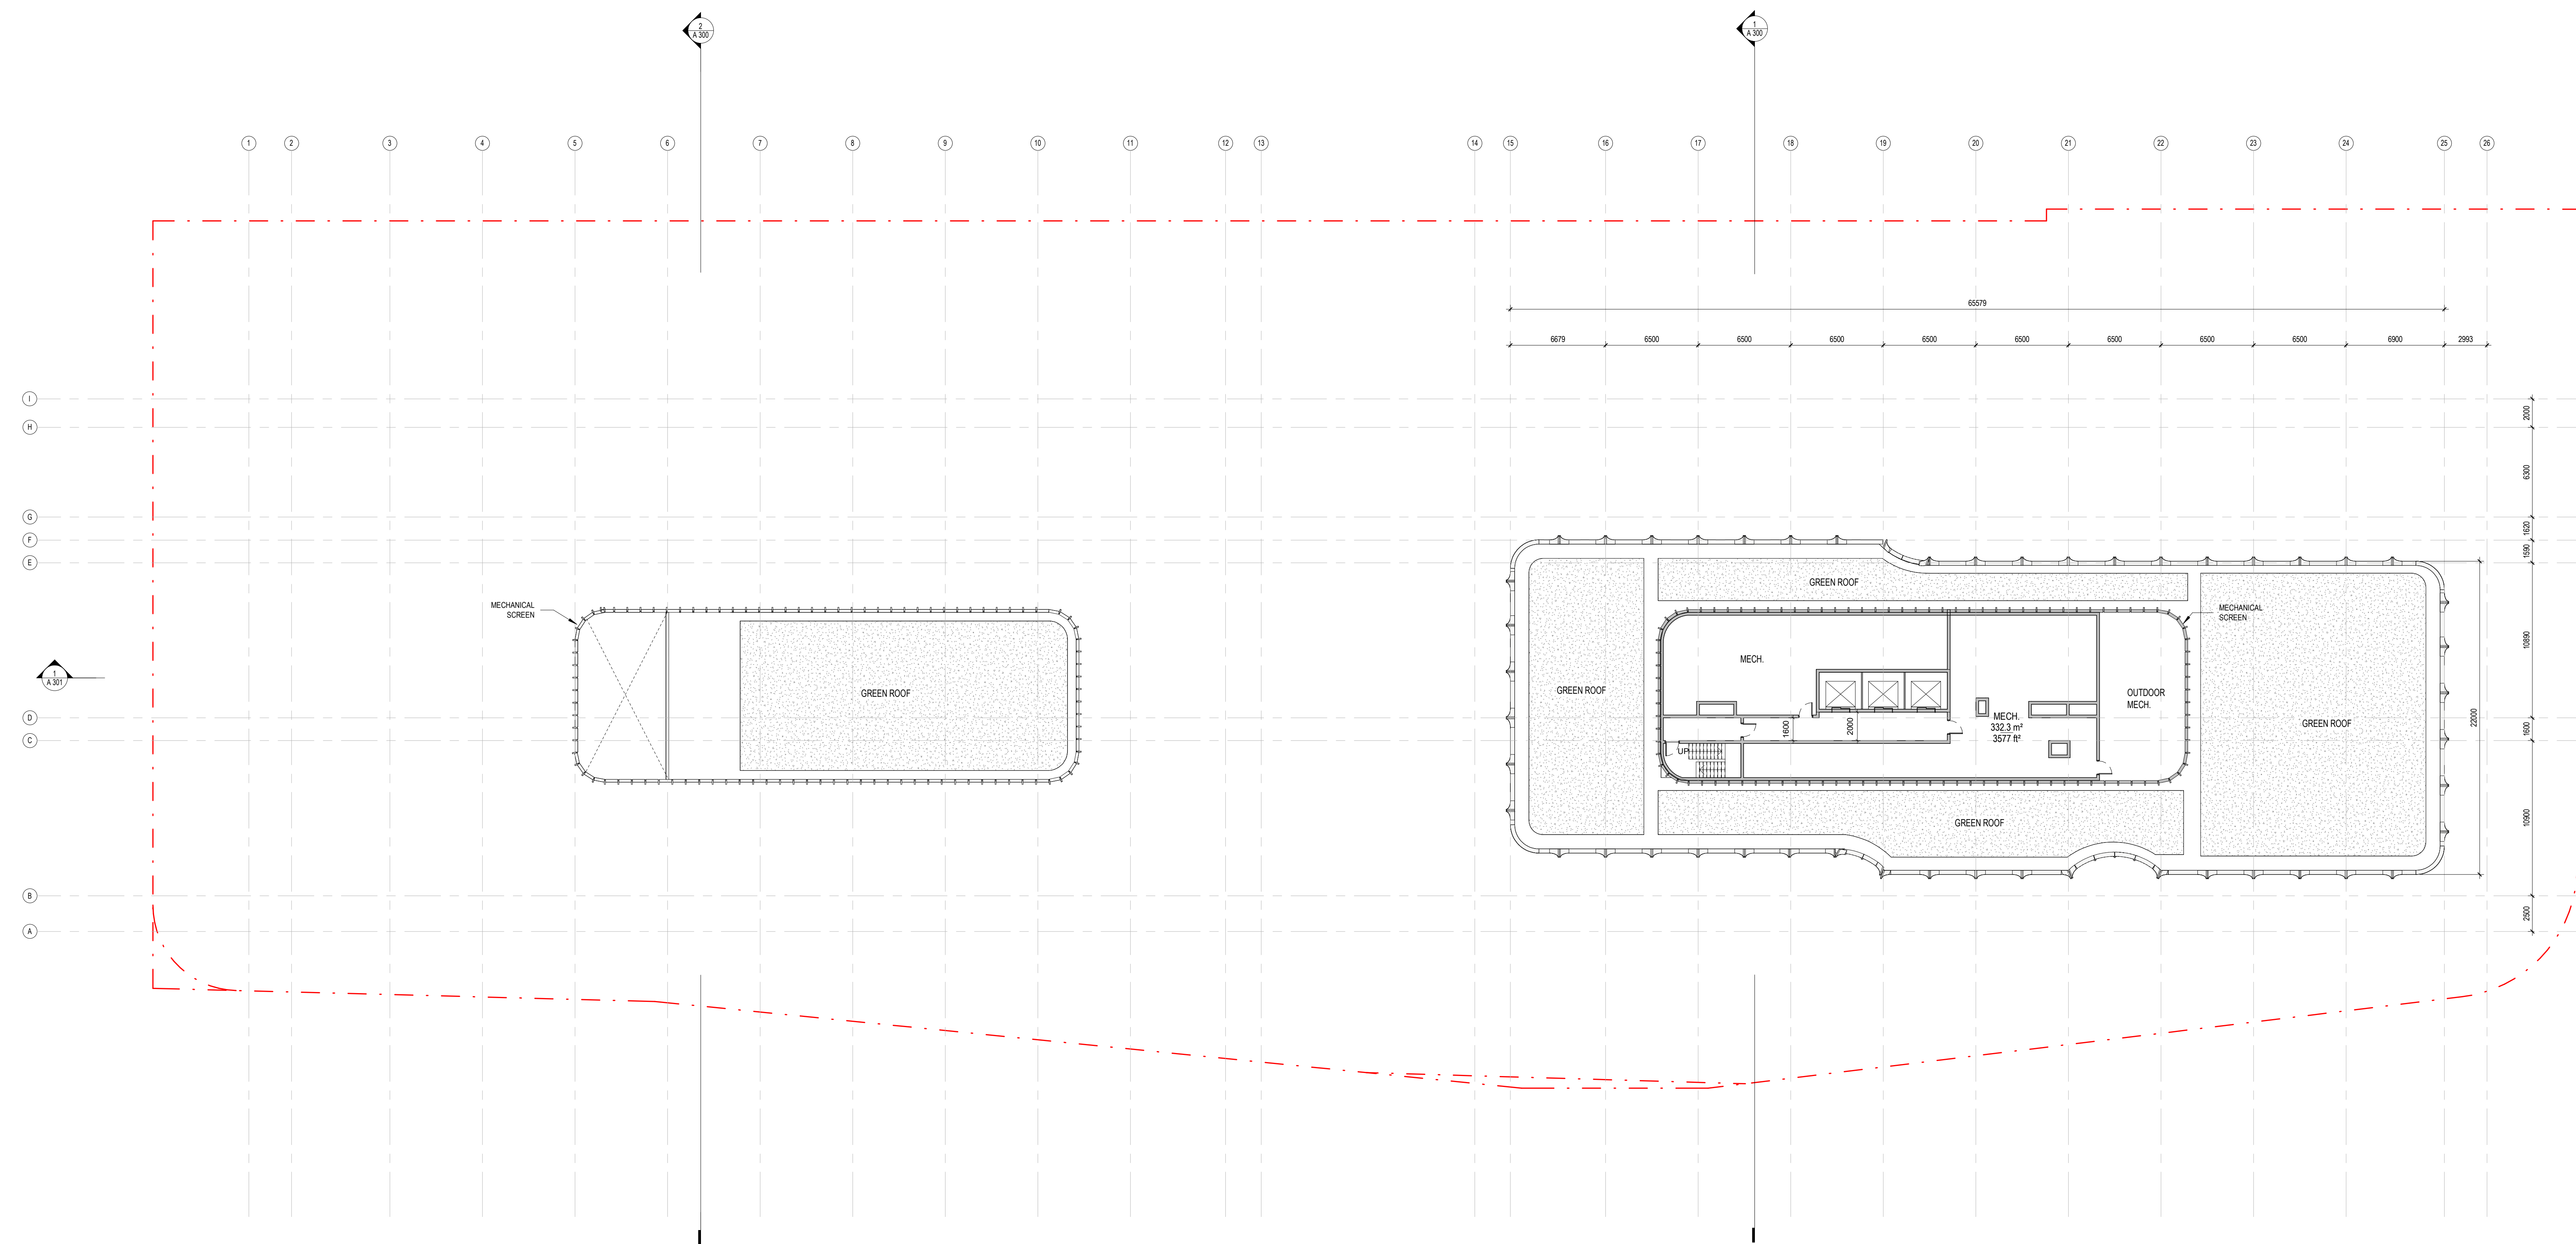 2
A 300
1
A 300
1
2
3
4
5
6
7
8
9
10
11
12
13
14
15
16
17
18
19
20
21
22
23
24
25
26
65579
6679
6500
6500
6500
6500
6500
6500
6500
6500
6900
2993
I
H
G
F
E
D
C
B
A
2000
6300
1620
1590
10890
1600
10900
2500
22000
MECHANICAL
SCREEN
GREEN ROOF
1
A 301
GREEN ROOF
GREEN ROOF
MECHANICAL
SCREEN
MECH.
OUTDOOR
MECH.
MECH.
332.3 m²
3577 ft²
1600
2000
UP
GREEN ROOF
GREEN ROOF